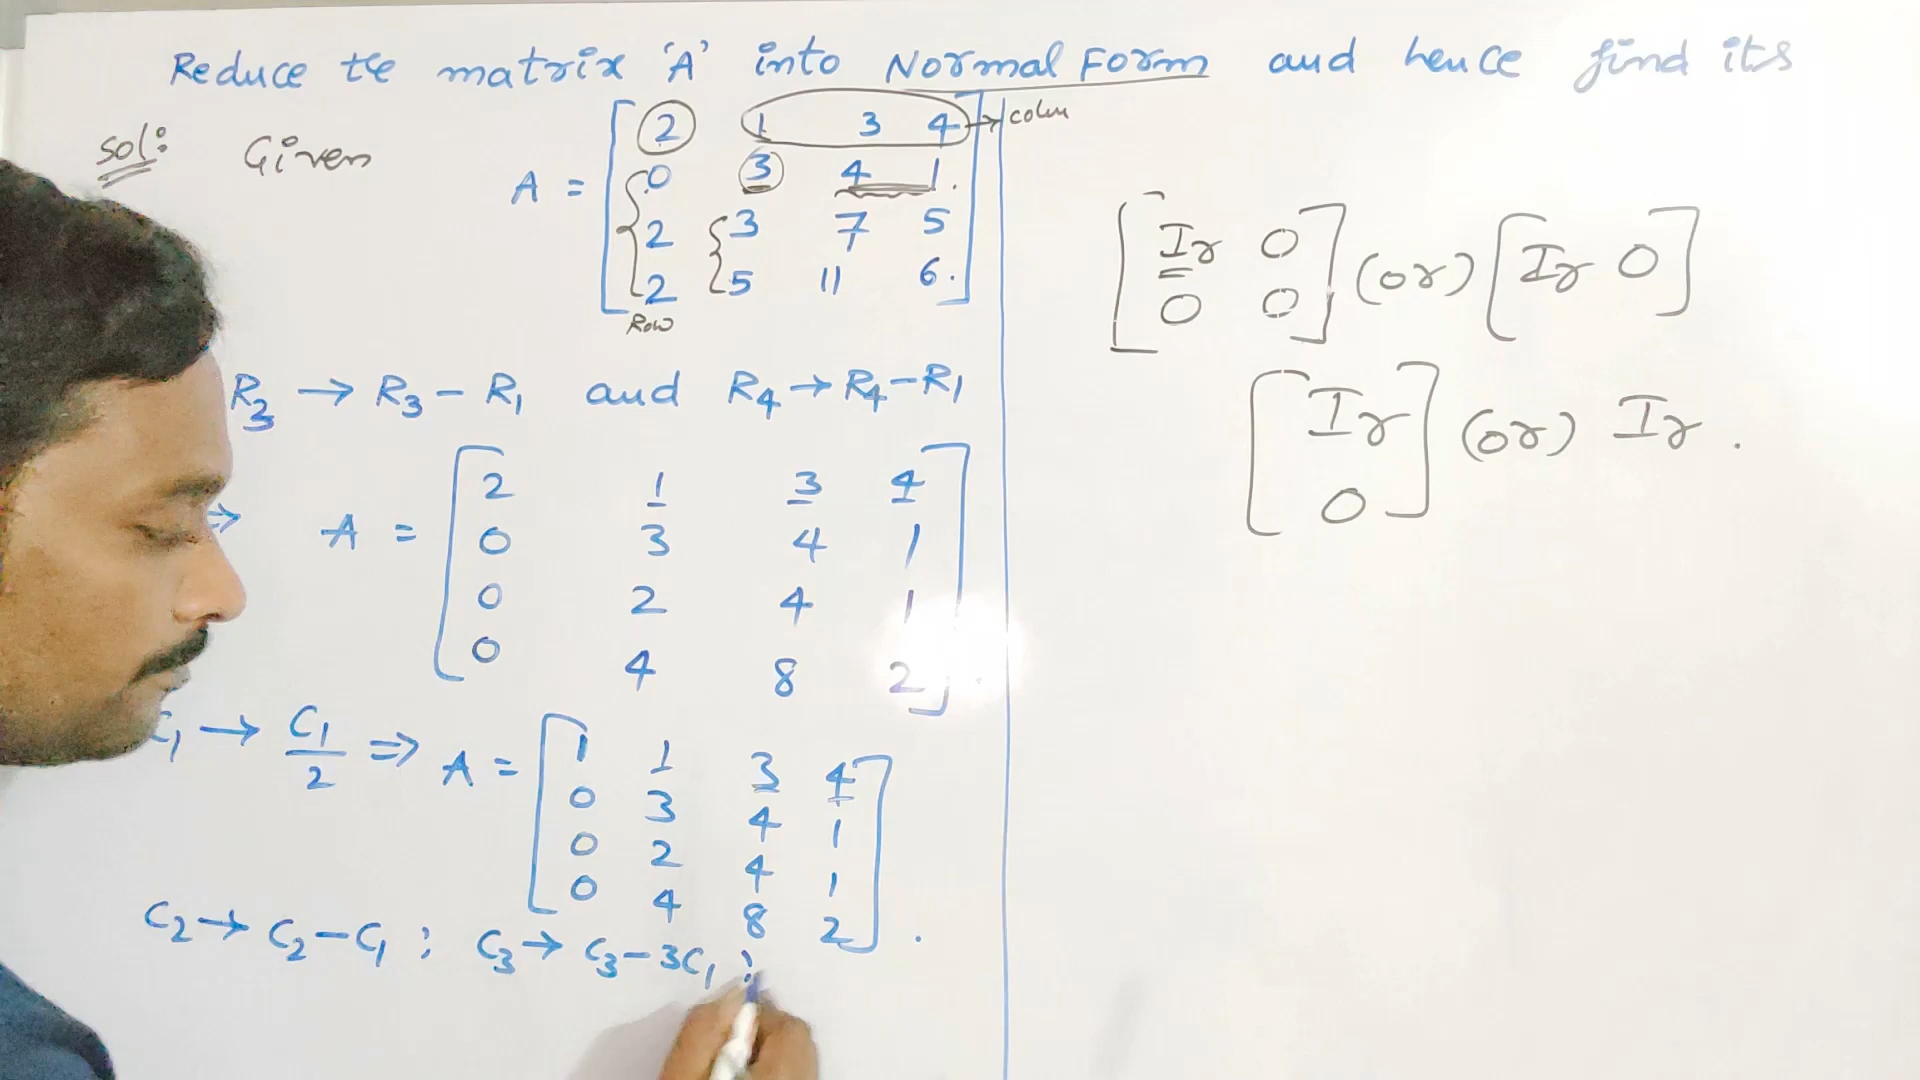 Reduce the matrix 'A' into Normal Form and hence find its
Sol: Given
A = [ 2 1 3 4 → colum
0 3 4 1.
2 3 7 5
2 5 11 6. ]
Row
R3 → R3 - R1 and R4 → R4 - R1
⇒ A = [ 2 1 3 4
0 3 4 1
0 2 4 1
0 4 8 2 ].
C1 → C1/2 ⇒ A = [ 1 1 3 4
0 3 4 1
0 2 4 1
0 4 8 2 ].
C2 → C2 - C1 ; C3 → C3 - 3C1 ;
[ Ir 0
0 0 ] (or) [ Ir 0 ]
[ Ir
0 ] (or) Ir .